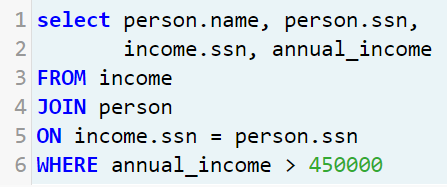 1 select person.name, person.ssn,
2 income.ssn, annual_income
3 FROM income
4 JOIN person
5 ON income.ssn = person.ssn
6 WHERE annual_income > 450000